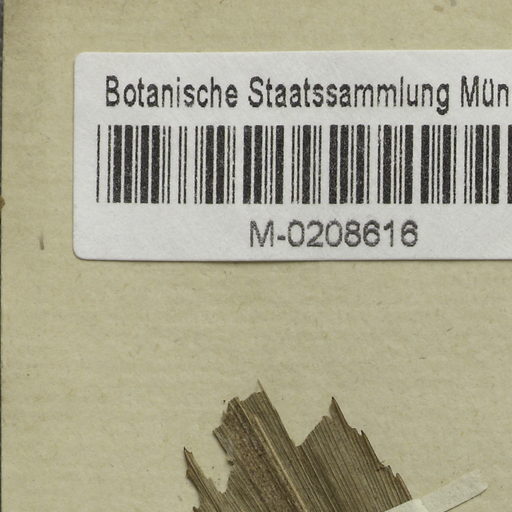 Botanische Staatssammlung Mün
M-0208616